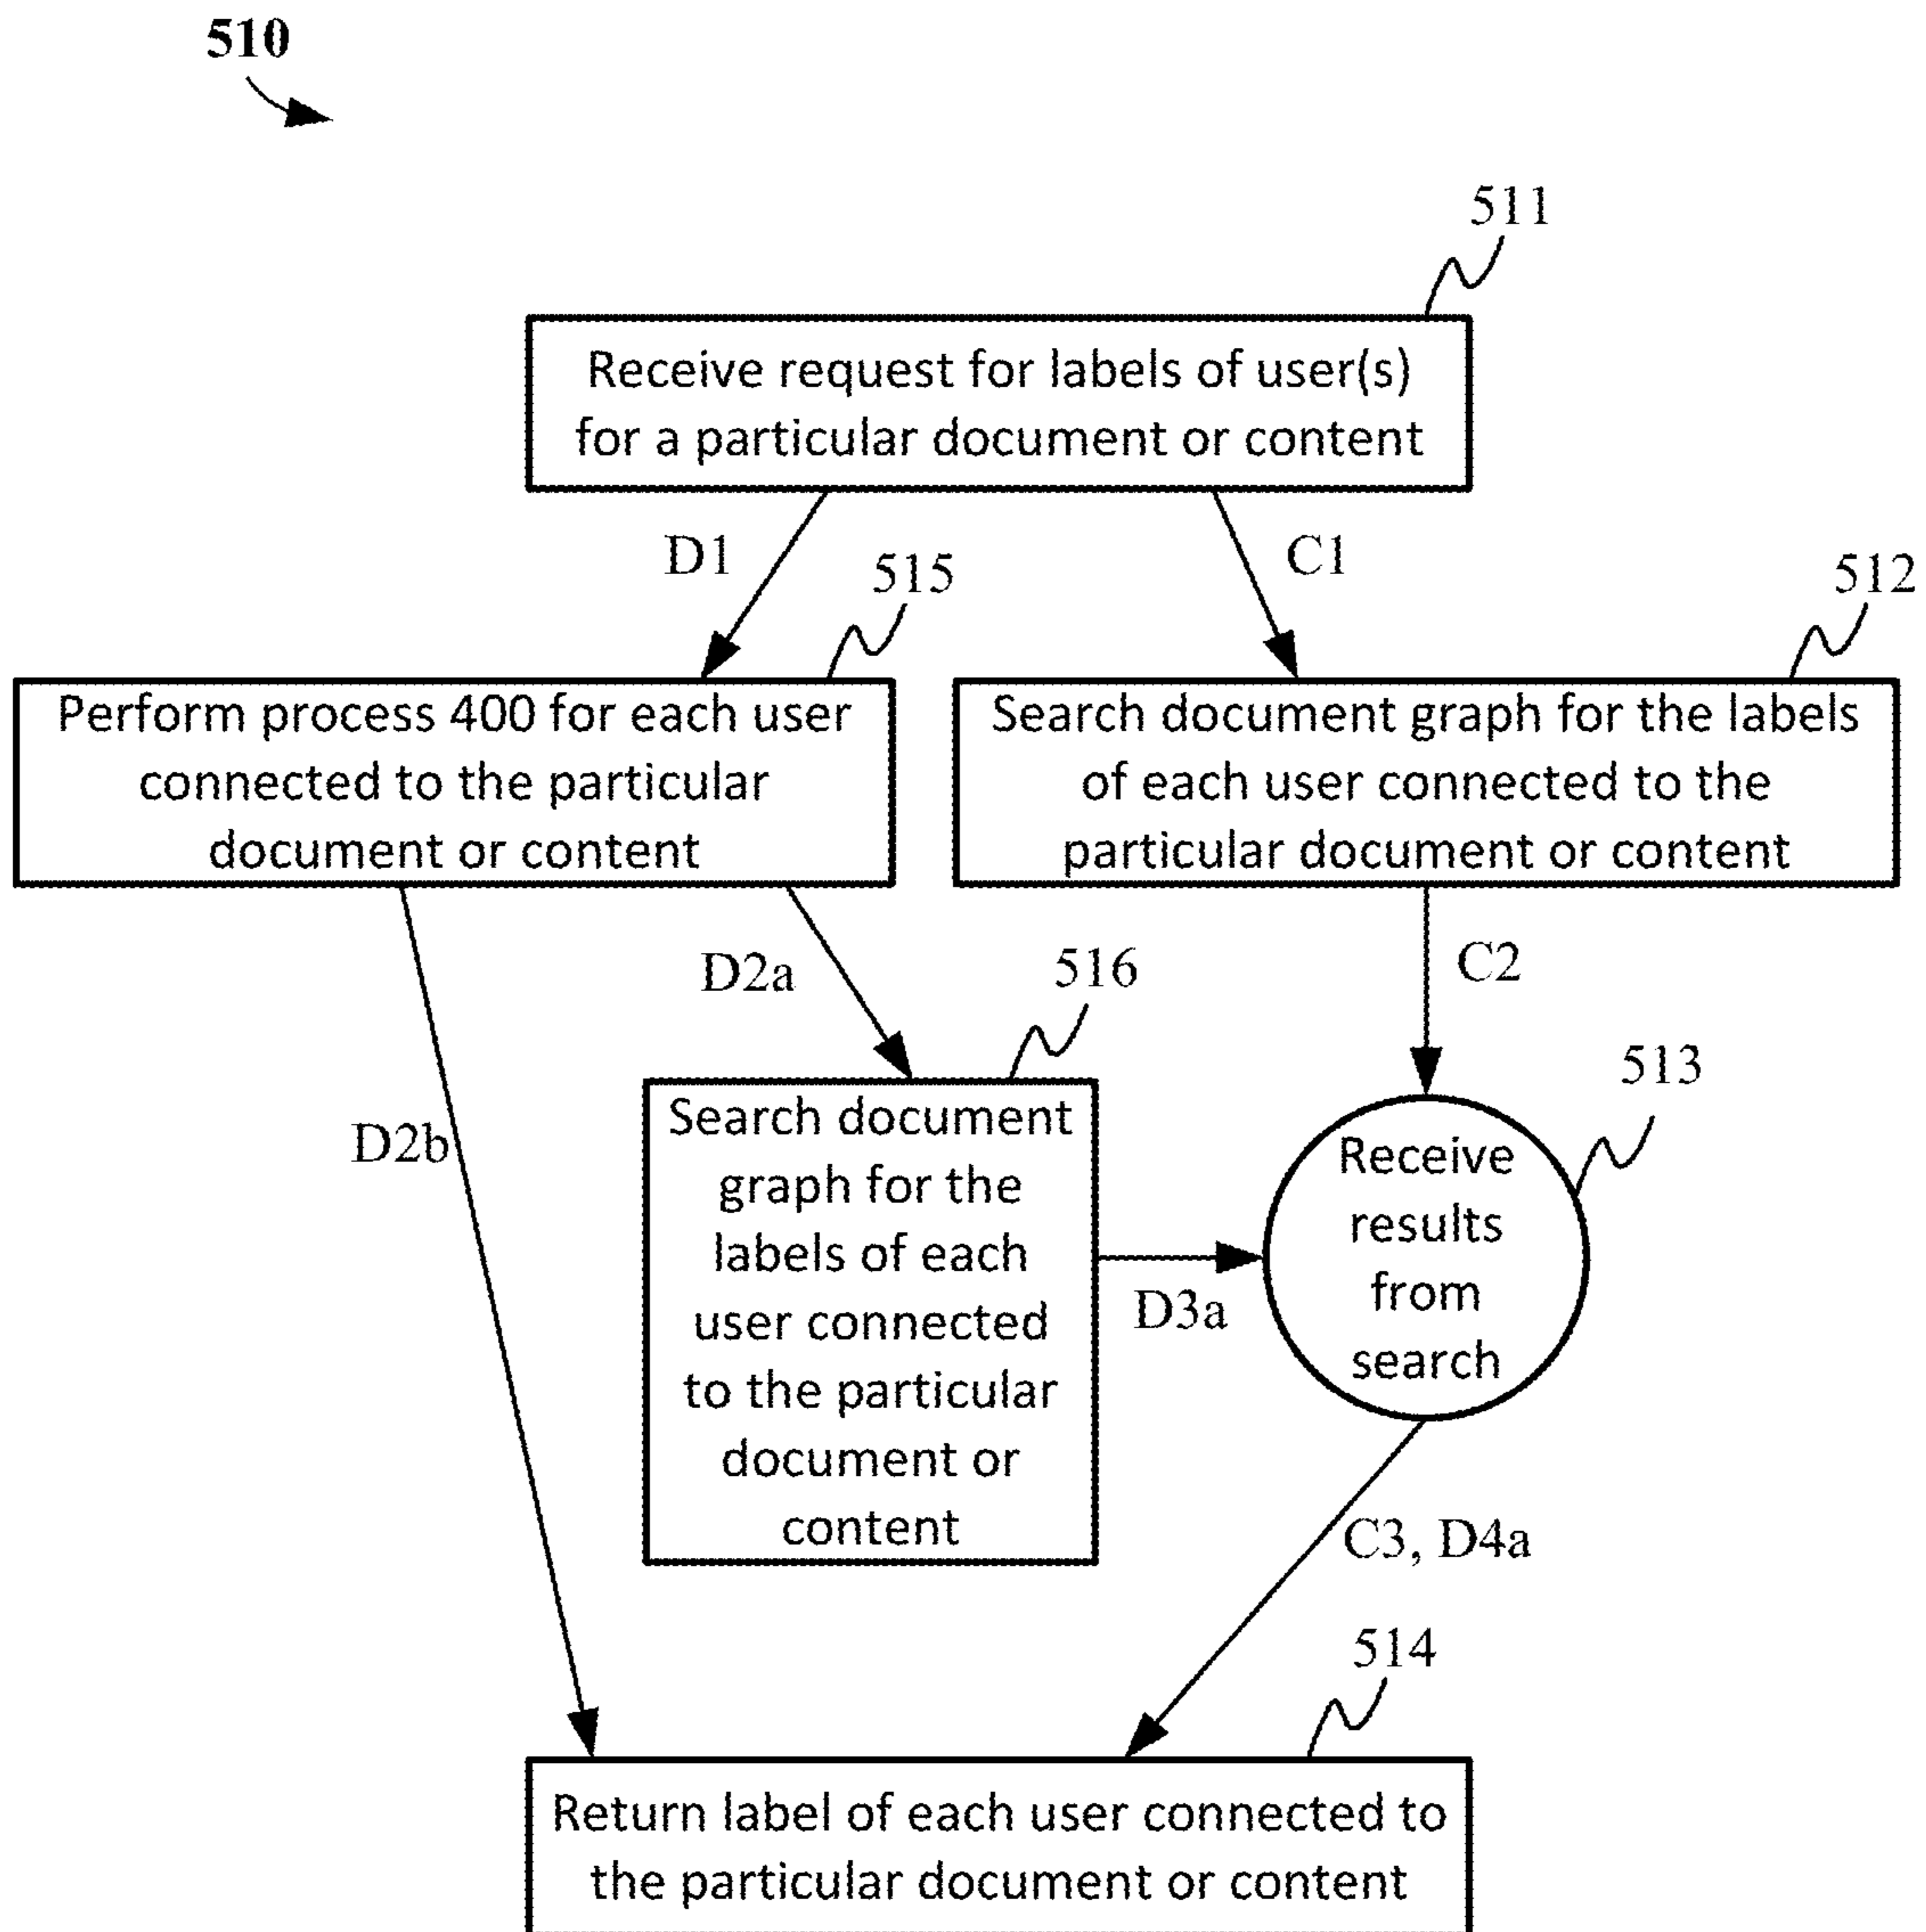 510
511
Receive request for labels of user(s)
for a particular document or content
D1
C1
515
512
Perform process 400 for each user
connected to the particular
document or content
Search document graph for the labels
of each user connected to the
particular document or content
D2a
C2
D2b
516
513
Search document
graph for the
labels of each
user connected
to the particular
document or
content
D3a
Receive
results
from
search
C3, D4a
514
Return label of each user connected to
the particular document or content